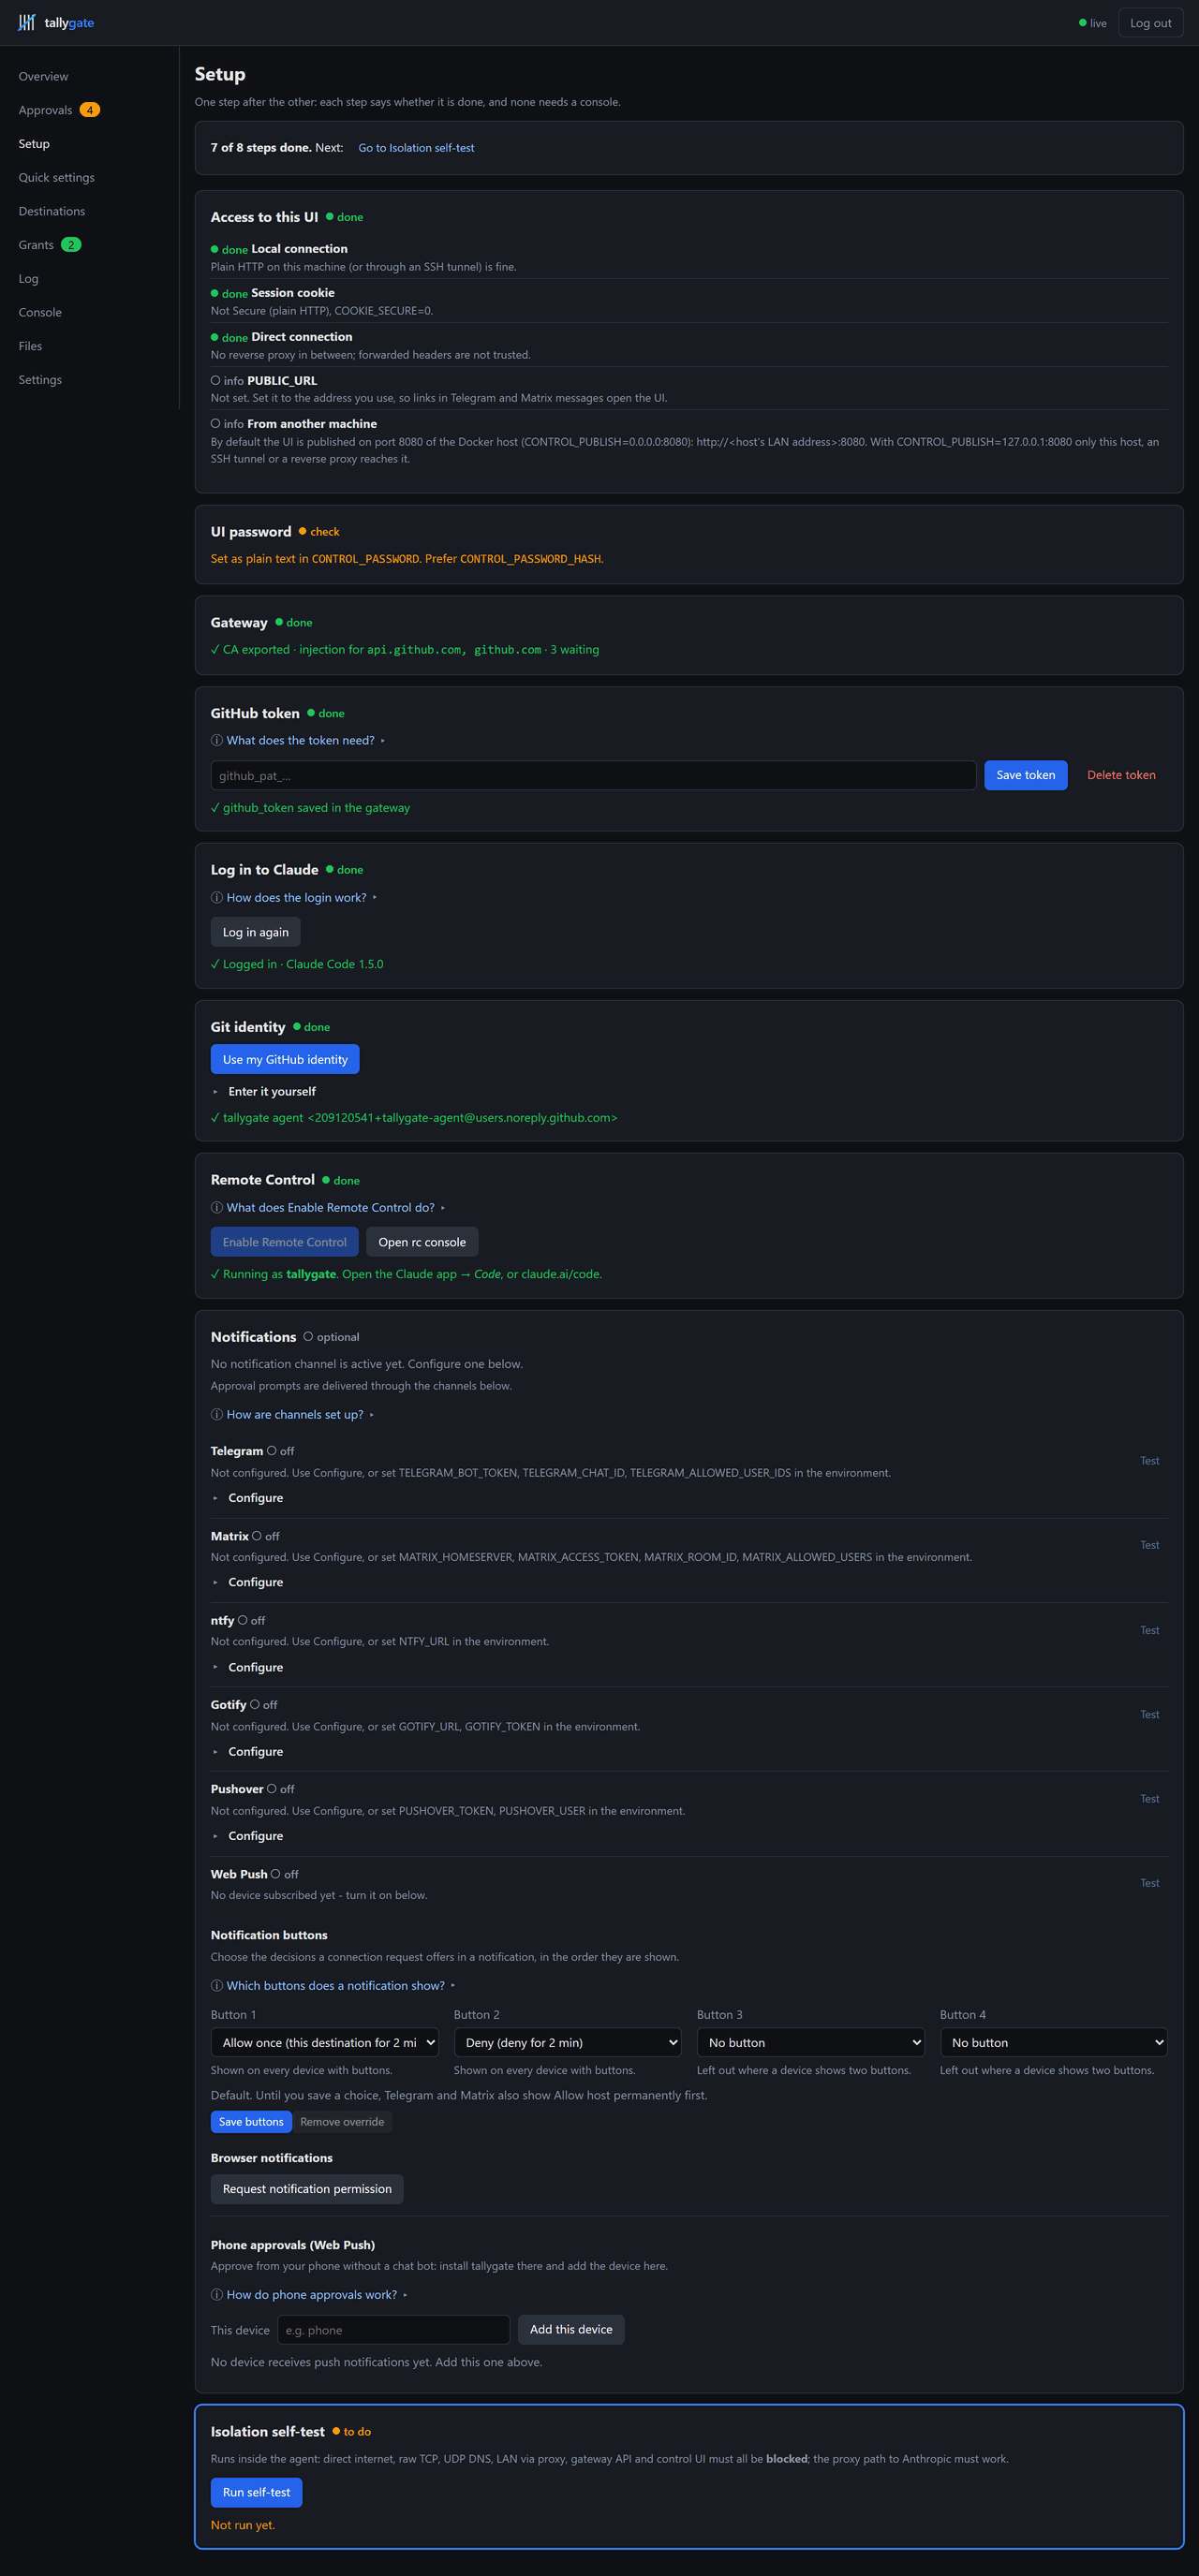 tallygate
live
Log out
Overview
Approvals 4
Setup
Quick settings
Destinations
Grants 2
Log
Console
Files
Settings
Setup
One step after the other: each step says whether it is done, and none needs a console.
7 of 8 steps done. Next: Go to Isolation self-test
Access to this UI done
done Local connection
Plain HTTP on this machine (or through an SSH tunnel) is fine.
done Session cookie
Not Secure (plain HTTP), COOKIE_SECURE=0.
done Direct connection
No reverse proxy in between; forwarded headers are not trusted.
info PUBLIC_URL
Not set. Set it to the address you use, so links in Telegram and Matrix messages open the UI.
info From another machine
By default the UI is published on port 8080 of the Docker host (CONTROL_PUBLISH=0.0.0.0:8080): http://<host's LAN address>:8080. With CONTROL_PUBLISH=127.0.0.1:8080 only this host, an
SSH tunnel or a reverse proxy reaches it.
UI password check
Set as plain text in CONTROL_PASSWORD. Prefer CONTROL_PASSWORD_HASH.
Gateway done
✓ CA exported · injection for api.github.com, github.com · 3 waiting
GitHub token done
ⓘ What does the token need? ▸
github_pat_...
Save token
Delete token
✓ github_token saved in the gateway
Log in to Claude done
ⓘ How does the login work? ▸
Log in again
✓ Logged in · Claude Code 1.5.0
Git identity done
Use my GitHub identity
▸ Enter it yourself
✓ tallygate agent <209120541+tallygate-agent@users.noreply.github.com>
Remote Control done
ⓘ What does Enable Remote Control do? ▸
Enable Remote Control
Open rc console
✓ Running as tallygate. Open the Claude app → Code, or claude.ai/code.
Notifications optional
No notification channel is active yet. Configure one below.
Approval prompts are delivered through the channels below.
ⓘ How are channels set up? ▸
Telegram off
Test
Not configured. Use Configure, or set TELEGRAM_BOT_TOKEN, TELEGRAM_CHAT_ID, TELEGRAM_ALLOWED_USER_IDS in the environment.
▸ Configure
Matrix off
Test
Not configured. Use Configure, or set MATRIX_HOMESERVER, MATRIX_ACCESS_TOKEN, MATRIX_ROOM_ID, MATRIX_ALLOWED_USERS in the environment.
▸ Configure
ntfy off
Test
Not configured. Use Configure, or set NTFY_URL in the environment.
▸ Configure
Gotify off
Test
Not configured. Use Configure, or set GOTIFY_URL, GOTIFY_TOKEN in the environment.
▸ Configure
Pushover off
Test
Not configured. Use Configure, or set PUSHOVER_TOKEN, PUSHOVER_USER in the environment.
▸ Configure
Web Push off
Test
No device subscribed yet - turn it on below.
Notification buttons
Choose the decisions a connection request offers in a notification, in the order they are shown.
ⓘ Which buttons does a notification show? ▸
Button 1
Button 2
Button 3
Button 4
Allow once (this destination for 2 mi
Deny (deny for 2 min)
No button
No button
Shown on every device with buttons.
Shown on every device with buttons.
Left out where a device shows two buttons.
Left out where a device shows two buttons.
Default. Until you save a choice, Telegram and Matrix also show Allow host permanently first.
Save buttons
Remove override
Browser notifications
Request notification permission
Phone approvals (Web Push)
Approve from your phone without a chat bot: install tallygate there and add the device here.
ⓘ How do phone approvals work? ▸
This device
e.g. phone
Add this device
No device receives push notifications yet. Add this one above.
Isolation self-test to do
Runs inside the agent: direct internet, raw TCP, UDP DNS, LAN via proxy, gateway API and control UI must all be blocked; the proxy path to Anthropic must work.
Run self-test
Not run yet.